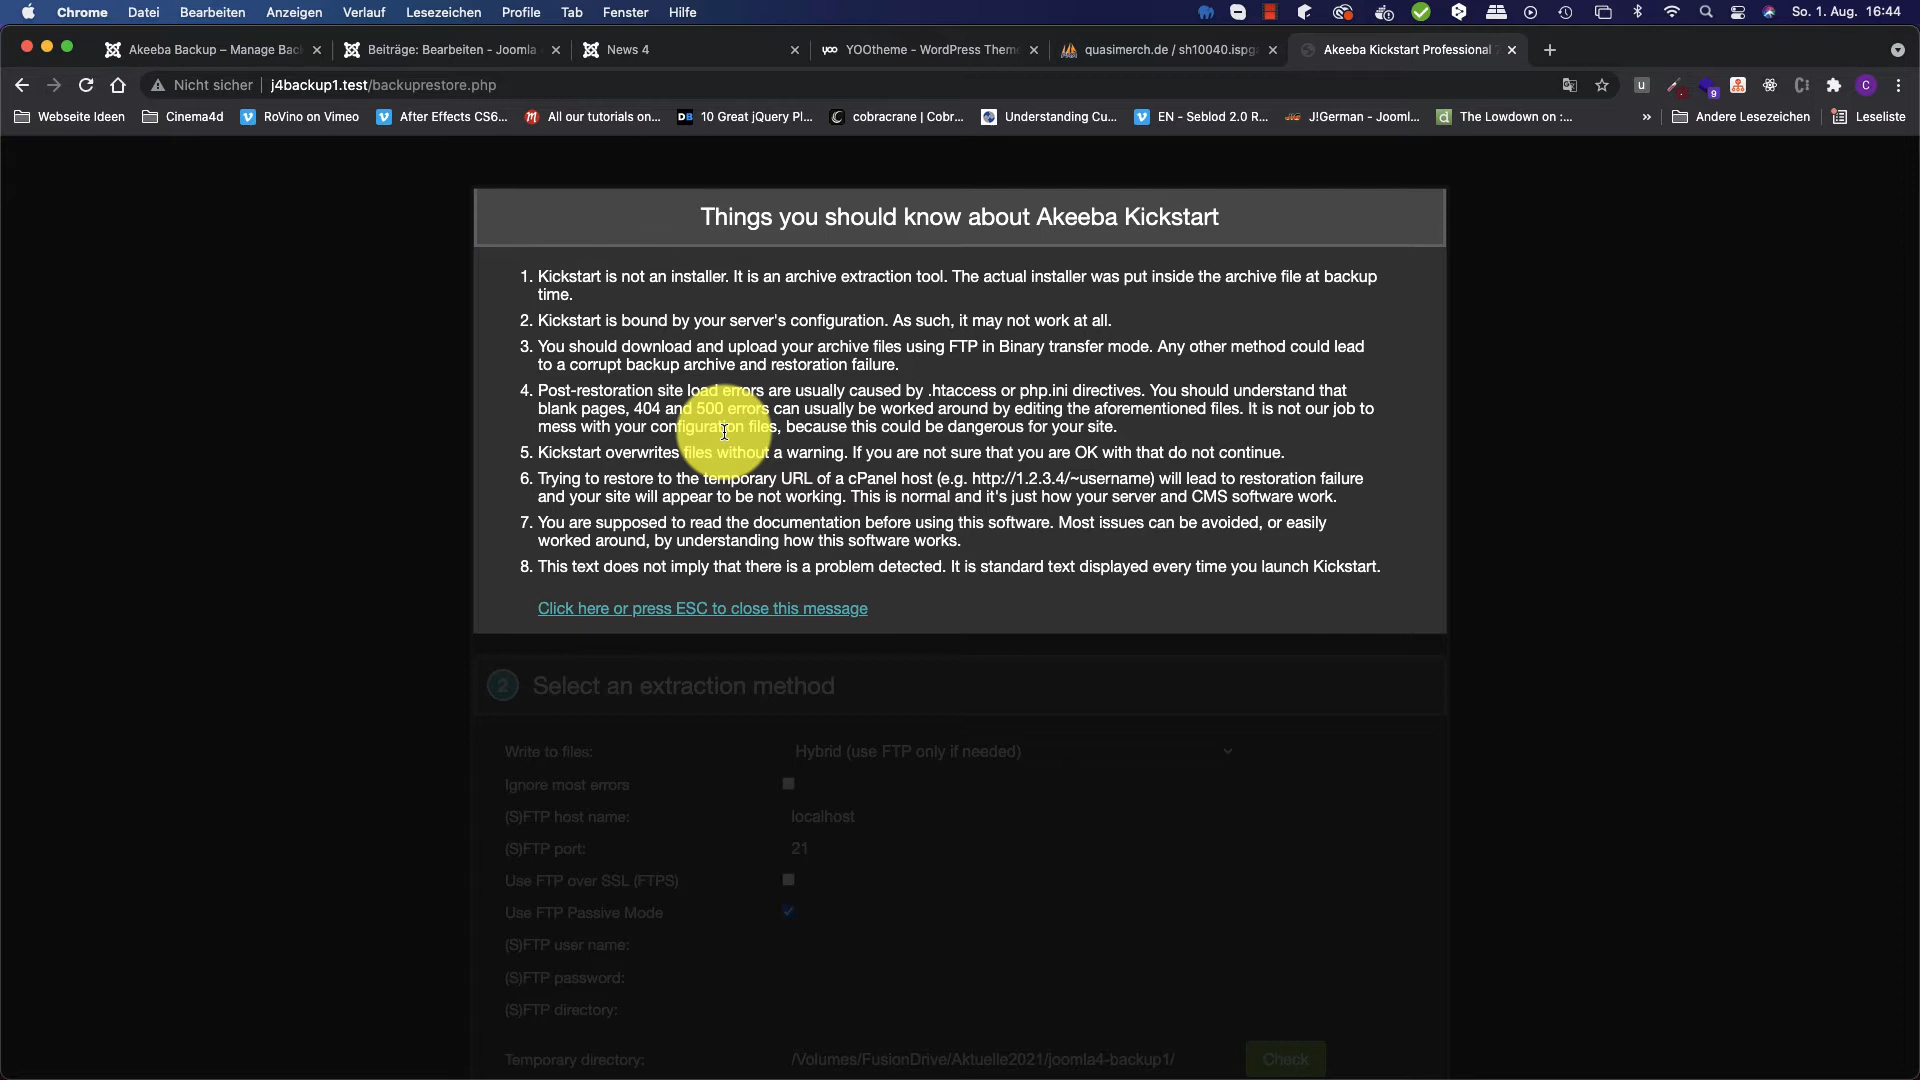 Chrome Datei Bearbeiten Anzeigen Verlauf Lesezeichen Profile Tab Fenster Hilfe So. 1. Aug. 16:44
Akeeba Backup – Manage Bac
Beiträge: Bearbeiten - Joomla
News 4
yoo YOOtheme - WordPress Them
quasimerch.de / sh10040.ispg
Akeeba Kickstart Professional
Nicht sicher j4backup1.test/backuprestore.php
Webseite Ideen Cinema4d RoVino on Vimeo After Effects CS6... All our tutorials on... DB 10 Great jQuery Pl... cobracrane | Cobr... Understanding Cu... EN - Seblod 2.0 R... J!German - Jooml... The Lowdown on :... » Andere Lesezeichen Leseliste
Things you should know about Akeeba Kickstart
1. Kickstart is not an installer. It is an archive extraction tool. The actual installer was put inside the archive file at backup
time.
2. Kickstart is bound by your server's configuration. As such, it may not work at all.
3. You should download and upload your archive files using FTP in Binary transfer mode. Any other method could lead
to a corrupt backup archive and restoration failure.
4. Post-restoration site load errors are usually caused by .htaccess or php.ini directives. You should understand that
blank pages, 404 and 500 errors can usually be worked around by editing the aforementioned files. It is not our job to
mess with your configuration files, because this could be dangerous for your site.
5. Kickstart overwrites files without a warning. If you are not sure that you are OK with that do not continue.
6. Trying to restore to the temporary URL of a cPanel host (e.g. http://1.2.3.4/~username) will lead to restoration failure
and your site will appear to be not working. This is normal and it's just how your server and CMS software work.
7. You are supposed to read the documentation before using this software. Most issues can be avoided, or easily
worked around, by understanding how this software works.
8. This text does not imply that there is a problem detected. It is standard text displayed every time you launch Kickstart.
Click here or press ESC to close this message
2 Select an extraction method
Write to files: Hybrid (use FTP only if needed)
Ignore most errors
(S)FTP host name: localhost
(S)FTP port: 21
Use FTP over SSL (FTPS)
Use FTP Passive Mode
(S)FTP user name:
(S)FTP password:
(S)FTP directory:
Temporary directory: /Volumes/FusionDrive/Aktuelle2021/joomla4-backup1/ Check